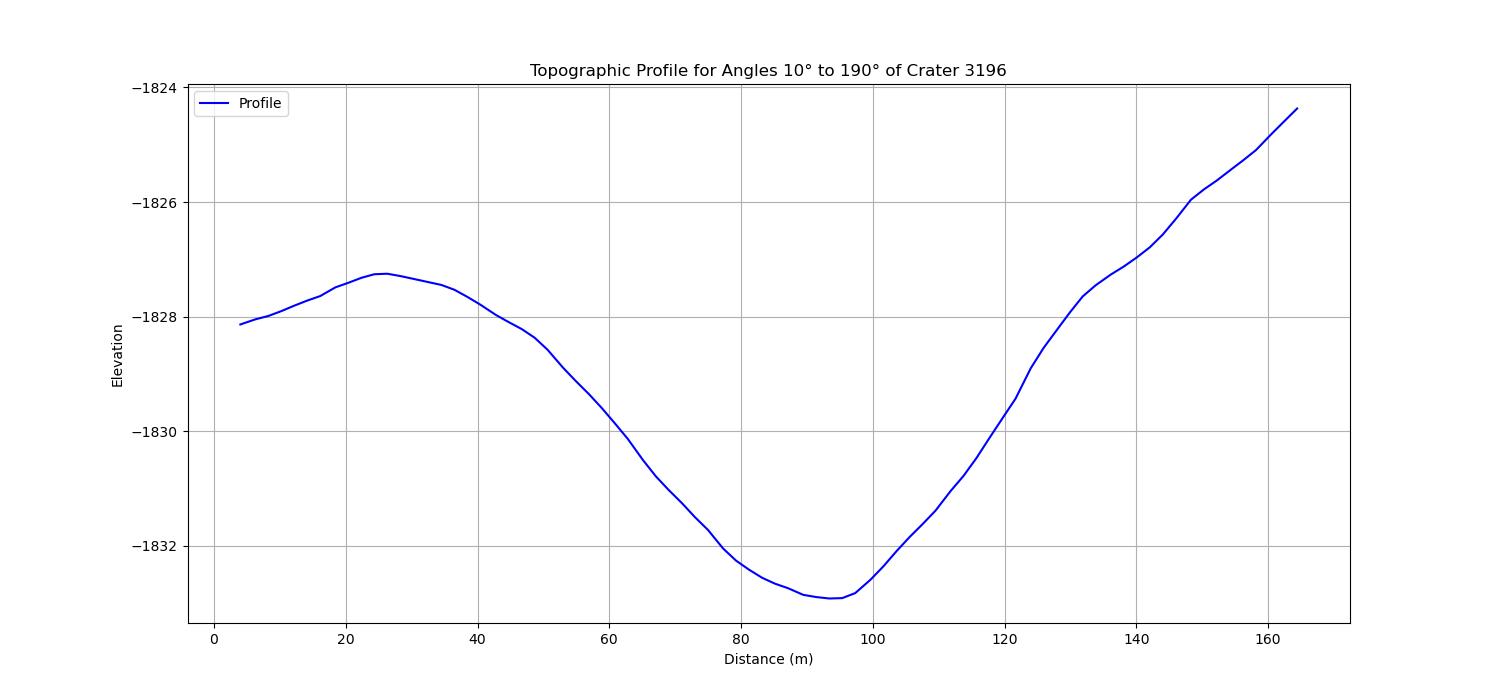 Topographic Profile for Angles 10° to 190° of Crater 3196
Profile
−1824
−1826
−1828
−1830
−1832
Elevation
0 20 40 60 80 100 120 140 160
Distance (m)